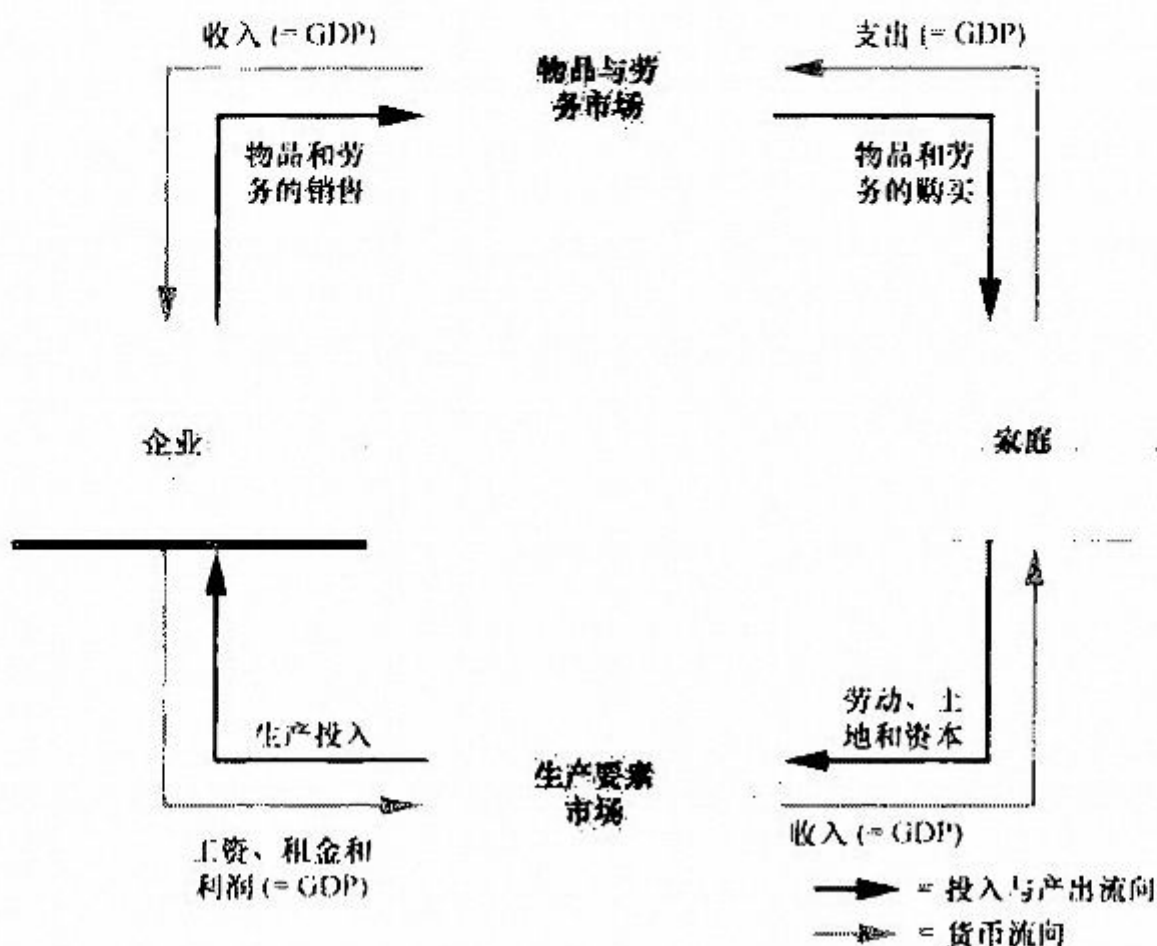 收入 (= GDP)
支出 (= GDP)
物品与劳
务市场
物品和劳
务的销售
物品和劳
务的购买
企业
家庭
生产投入
劳动、土
地和资本
生产要素
市场
工资、租金和
利润 (= GDP)
收入 (= GDP)
= 投入与产出流向
= 货币流向